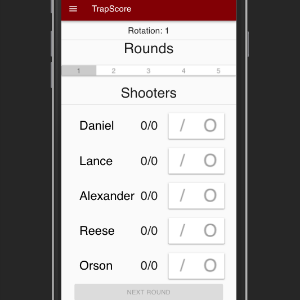 TrapScore
Rotation: 1
Rounds
1 2 3 4 5
Shooters
Daniel 0/0 / O
Lance 0/0 / O
Alexander 0/0 / O
Reese 0/0 / O
Orson 0/0 / O
NEXT ROUND